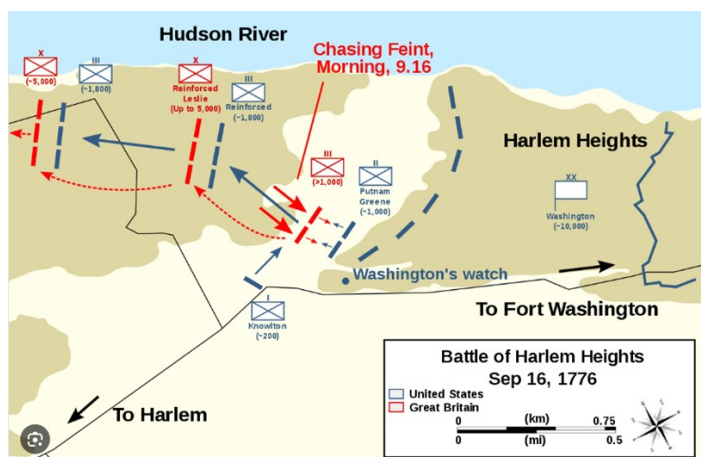 Hudson River
Chasing Feint,
Morning, 9.16
X
(~5,000)
III
(~1,800)
X
Reinforced
Leslie
(Up to 5,000)
III
Reinforced
(~1,800)
III
(>1,000)
II
Putnam
Greene
(~1,000)
Harlem Heights
XX
Washington
(~10,000)
Washington's watch
I
Knowlton
(~200)
To Fort Washington
To Harlem
Battle of Harlem Heights
Sep 16, 1776
United States
Great Britain
0 (km) 0.75
0 (mi) 0.5